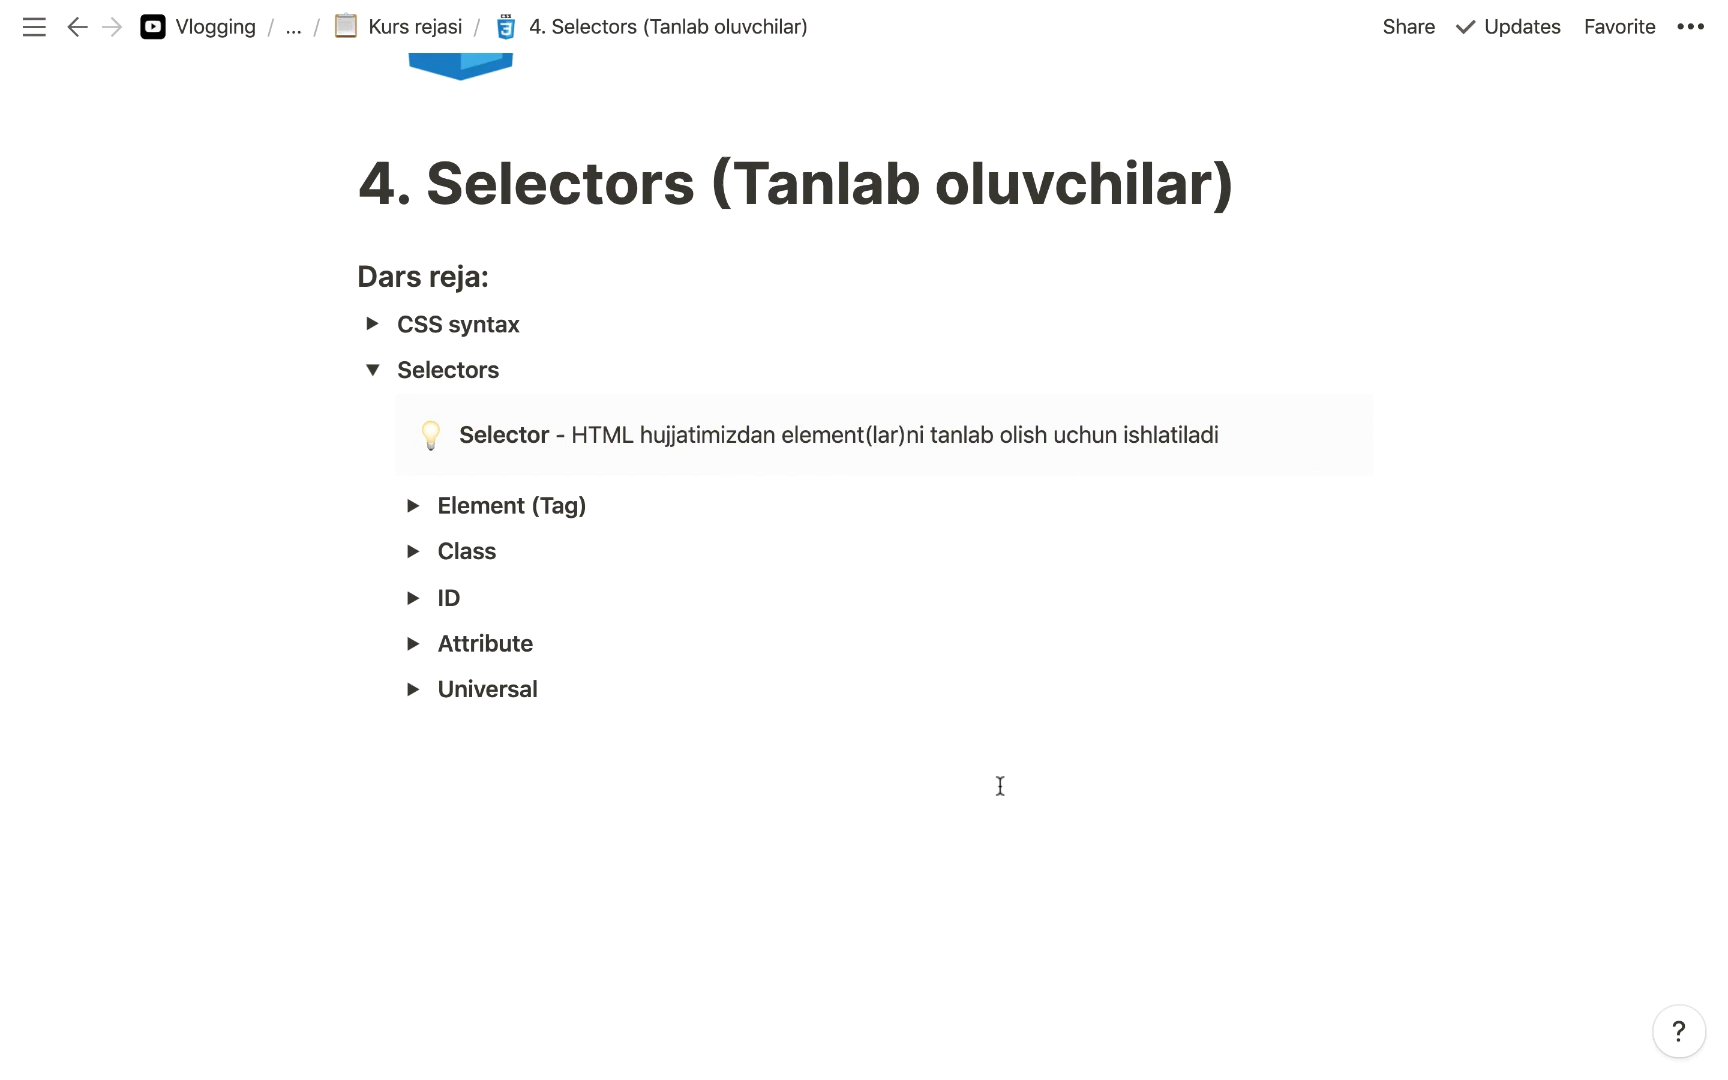 Vlogging / ... / Kurs rejasi / 4. Selectors (Tanlab oluvchilar)
Share Updates Favorite •••
4. Selectors (Tanlab oluvchilar)
Dars reja:
CSS syntax
Selectors
Selector - HTML hujjatimizdan element(lar)ni tanlab olish uchun ishlatiladi
Element (Tag)
Class
ID
Attribute
Universal
?